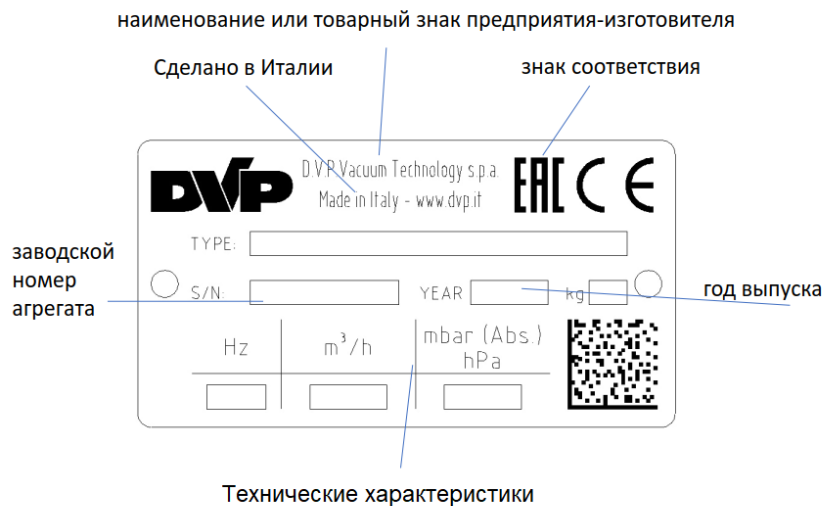 наименование или товарный знак предприятия-изготовителя
Сделано в Италии
знак соответствия
DVP
D.V.P. Vacuum Technology s.p.a.
Made in Italy - www.dvp.it
EAC CE
TYPE:
заводской
номер
агрегата
S/N:
YEAR
kg
год выпуска
Hz
m³/h
mbar (Abs.)
hPa
Технические характеристики